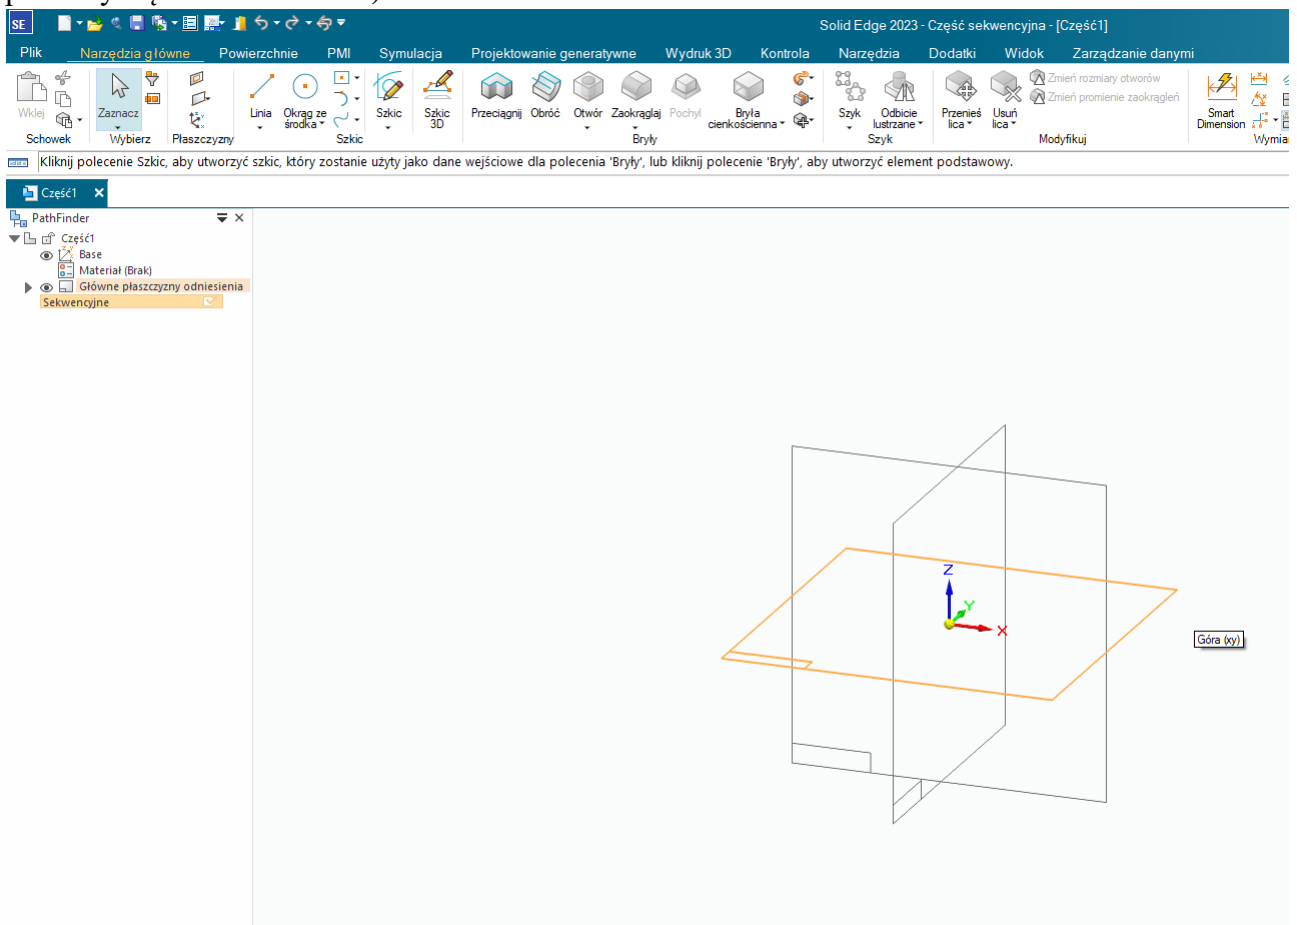 SE Solid Edge 2023 - Część sekwencyjna - [Część1]
Plik Narzędzia główne Powierzchnie PMI Symulacja Projektowanie generatywne Wydruk 3D Kontrola Narzędzia Dodatki Widok Zarządzanie danymi
Wklej Zaznacz Linia Okrąg ze środka Szkic Szkic 3D Przeciągnij Obróć Otwór Zaokrąglaj Pochyl Bryła cienkościenna Szyk Odbicie lustrzane Przenieś lica Usuń lica Zmień rozmiary otworów Smart Dimension
Zmień promienie zaokrągleń
Schowek Wybierz Płaszczyzny Szkic Bryły Szyk Modyfikuj
Kliknij polecenie Szkic, aby utworzyć szkic, który zostanie użyty jako dane wejściowe dla polecenia 'Bryły', lub kliknij polecenie 'Bryły', aby utworzyć element podstawowy.
Część1
PathFinder
Część1
Base
Materiał (Brak)
Główne płaszczyzny odniesienia
Sekwencyjne
Z
Y
X
Góra (xy)